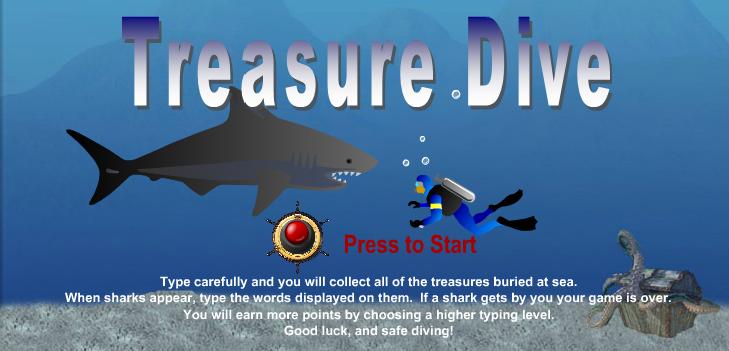 Treasure Dive
Press to Start
Type carefully and you will collect all of the treasures buried at sea.
When sharks appear, type the words displayed on them. If a shark gets by you your game is over.
You will earn more points by choosing a higher typing level.
Good luck, and safe diving!